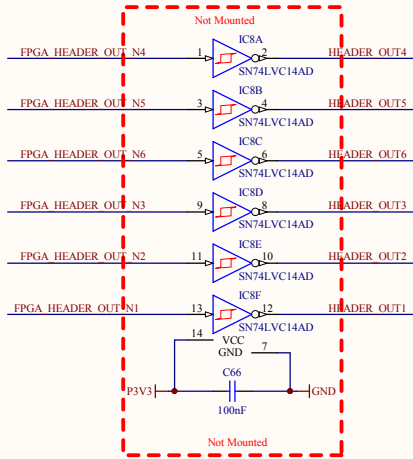 Not Mounted
IC8A
FPGA_HEADER_OUT_N4 1 2 HEADER_OUT4
SN74LVC14AD
IC8B
FPGA_HEADER_OUT_N5 3 4 HEADER_OUT5
SN74LVC14AD
IC8C
FPGA_HEADER_OUT_N6 5 6 HEADER_OUT6
SN74LVC14AD
IC8D
FPGA_HEADER_OUT_N3 9 8 HEADER_OUT3
SN74LVC14AD
IC8E
FPGA_HEADER_OUT_N2 11 10 HEADER_OUT2
SN74LVC14AD
IC8F
FPGA_HEADER_OUT_N1 13 12 HEADER_OUT1
SN74LVC14AD
14 VCC
GND 7
C66
P3V3 GND
100nF
Not Mounted